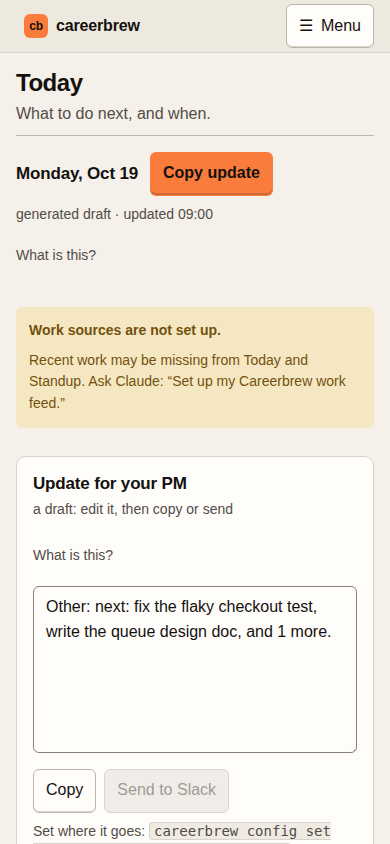 cb careerbrew
☰ Menu
Today
What to do next, and when.
Monday, Oct 19
Copy update
generated draft · updated 09:00
What is this?
Work sources are not set up.
Recent work may be missing from Today and
Standup. Ask Claude: “Set up my Careerbrew work
feed.”
Update for your PM
a draft: edit it, then copy or send
What is this?
Other: next: fix the flaky checkout test,
write the queue design doc, and 1 more.
Copy
Send to Slack
Set where it goes: careerbrew config set